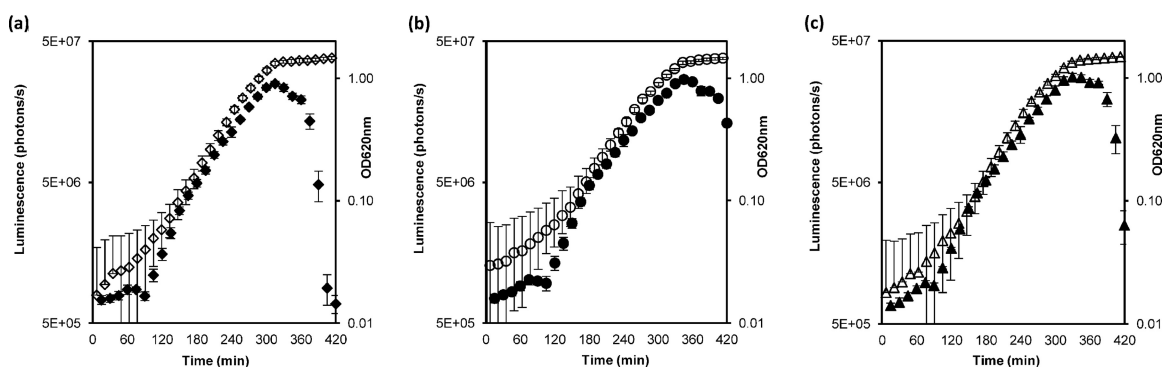 (a)
5E+07
5E+06
5E+05
Luminescence (photons/s)
1.00
0.10
0.01
OD620nm
0 60 120 180 240 300 360 420
Time (min)
(b)
5E+07
5E+06
5E+05
Luminescence (photons/s)
1.00
0.10
0.01
OD620nm
0 60 120 180 240 300 360 420
Time (min)
(c)
5E+07
5E+06
5E+05
Luminescence (photons/s)
1.00
0.10
0.01
OD620nm
0 60 120 180 240 300 360 420
Time (min)